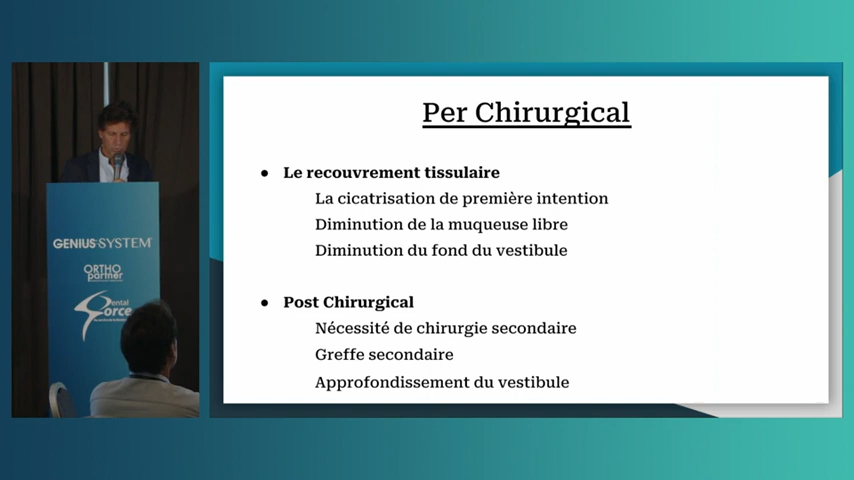 Per Chirurgical
● Le recouvrement tissulaire
La cicatrisation de première intention
Diminution de la muqueuse libre
Diminution du fond du vestibule
● Post Chirurgical
Nécessité de chirurgie secondaire
Greffe secondaire
Approfondissement du vestibule
GENIUS SYSTEM
ORTHO
partner